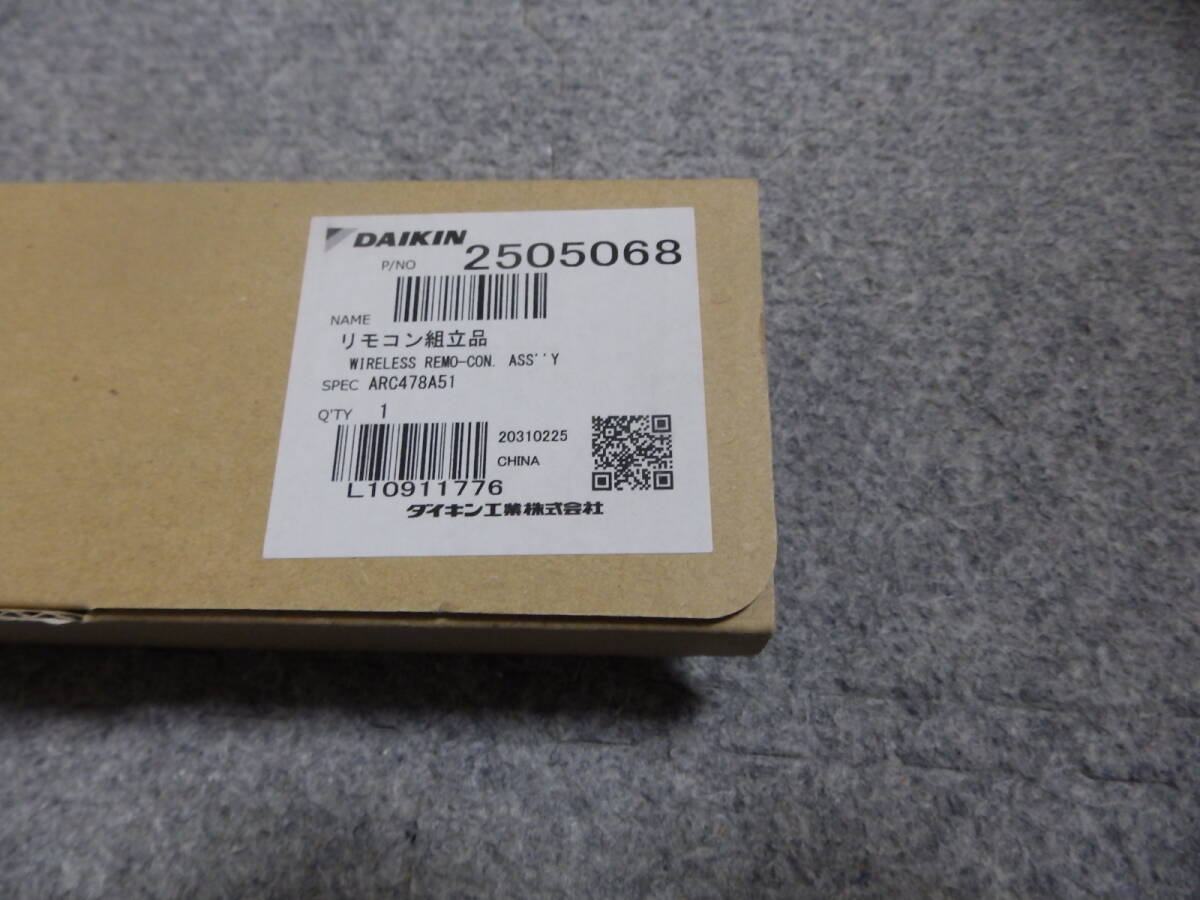 DAIKIN
P/NO 2505068
NAME
リモコン組立品
WIRELESS REMO-CON. ASS''Y
SPEC ARC478A51
Q'TY 1
20310225
CHINA
L10911776
ダイキン工業株式会社